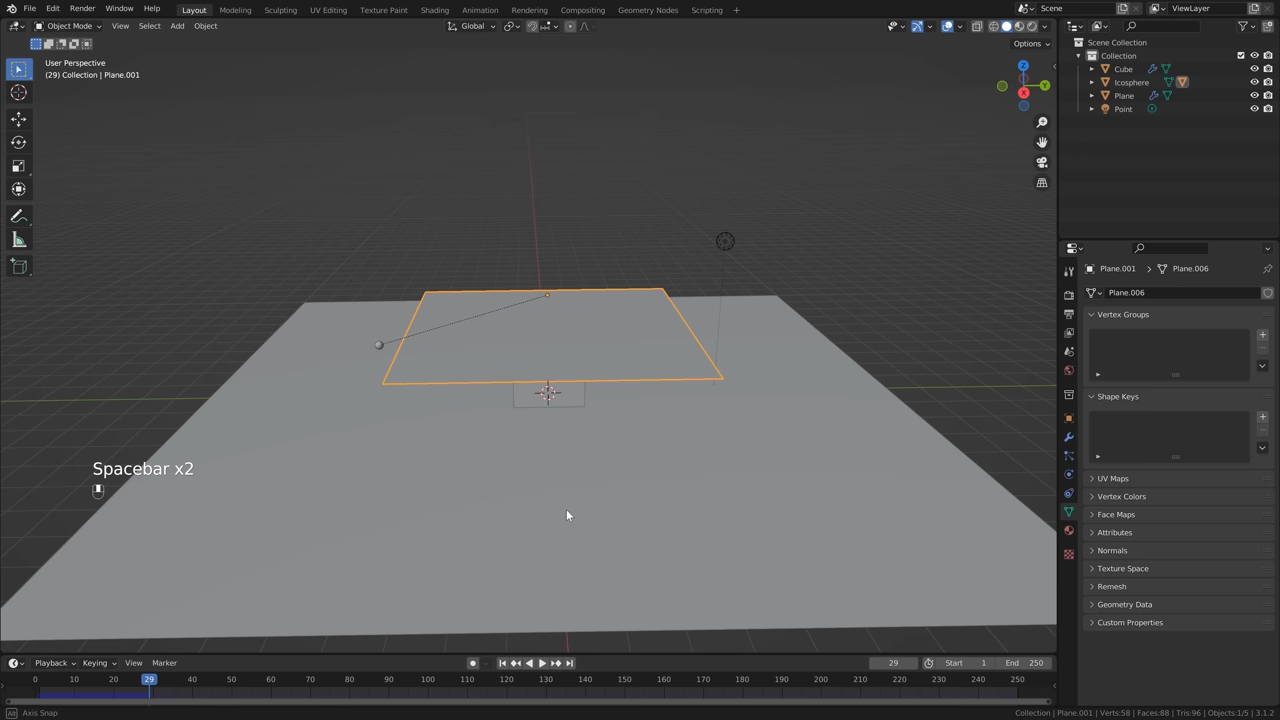 File Edit Render Window Help Layout Modeling Sculpting UV Editing Texture Paint Shading Animation Rendering Compositing Geometry Nodes Scripting + Scene ViewLayer
Object Mode View Select Add Object Global
Options
User Perspective
(29) Collection | Plane.001
Z
Y
X
Spacebar x2
Scene Collection
Collection
Cube
Icosphere
Plane
Point
Plane.001 > Plane.006
Plane.006
Vertex Groups
Shape Keys
UV Maps
Vertex Colors
Face Maps
Attributes
Normals
Texture Space
Remesh
Geometry Data
Custom Properties
Playback Keying View Marker 29 Start 1 End 250
0 10 20 29 40 50 60 70 80 90 100 110 120 130 140 150 160 170 180 190 200 210 220 230 240 250
Alt Axis Snap Collection | Plane.001 | Verts:58 | Faces:88 | Tris:96 | Objects:1/5 | 3.1.2